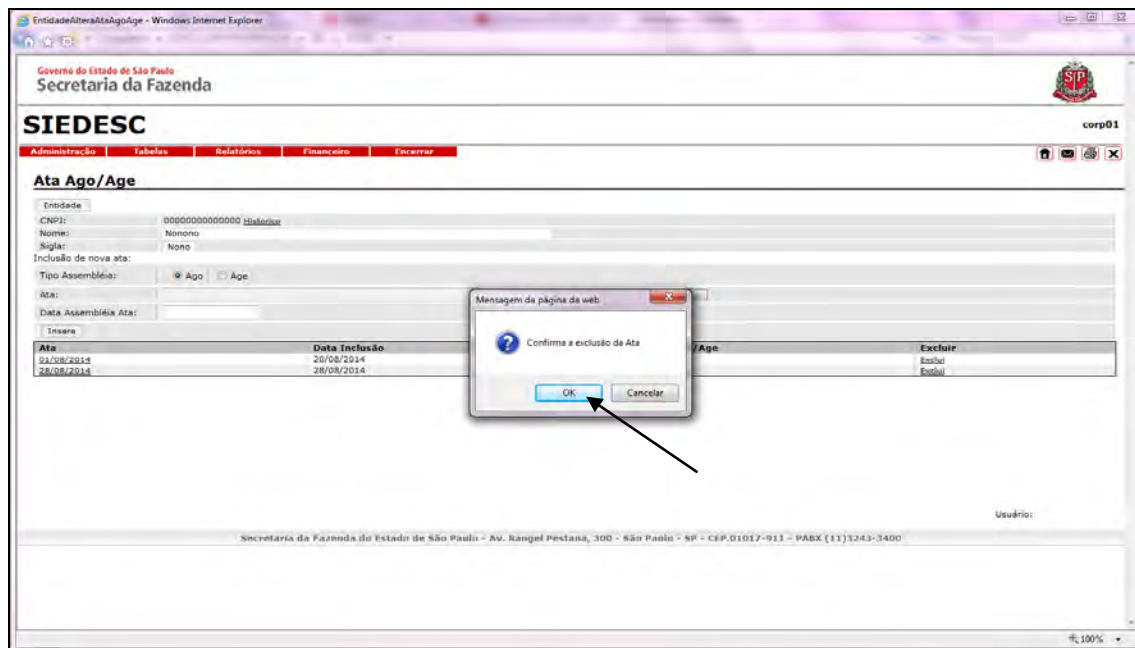 EntidadeAlteraAtaAgoAge - Windows Internet Explorer
Governo do Estado de São Paulo
Secretaria da Fazenda
SIEDESC
corp01
Administração Tabelas Relatórios Financeiro Encerrar
Ata Ago/Age
Entidade
CNPJ: 00000000000000 Histórico
Nome: Nonono
Sigla: Nono
Inclusão de nova ata:
Tipo Assembléia: Ago Age
Ata:
Data Assembléia Ata:
Insere
Ata Data Inclusão /Age Excluir
01/08/2014 20/08/2014 Exclui
28/08/2014 28/08/2014 Exclui
Mensagem da página da web
Confirma a exclusão da Ata
OK Cancelar
Usuário:
Secretaria da Fazenda do Estado de São Paulo - Av. Rangel Pestana, 300 - São Paulo - SP - CEP.01017-911 - PABX (11)3243-3400
100%